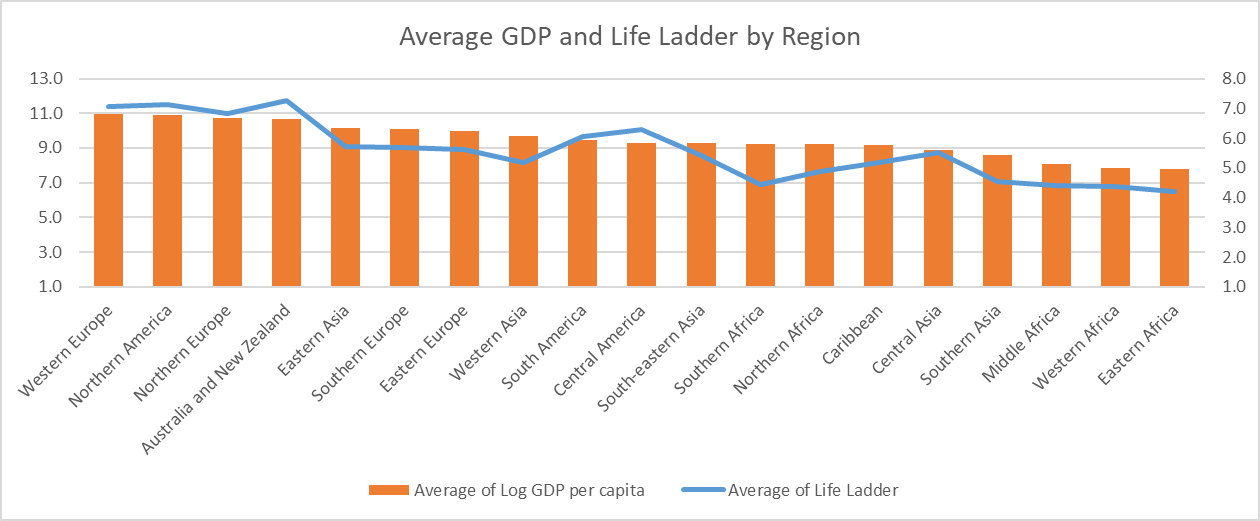 Average GDP and Life Ladder by Region
13.0
11.0
9.0
7.0
5.0
3.0
1.0
8.0
7.0
6.0
5.0
4.0
3.0
2.0
1.0
Western Europe
Northern America
Northern Europe
Australia and New Zealand
Eastern Asia
Southern Europe
Eastern Europe
Western Asia
South America
Central America
South-eastern Asia
Southern Africa
Northern Africa
Caribbean
Central Asia
Southern Asia
Middle Africa
Western Africa
Eastern Africa
Average of Log GDP per capita
Average of Life Ladder